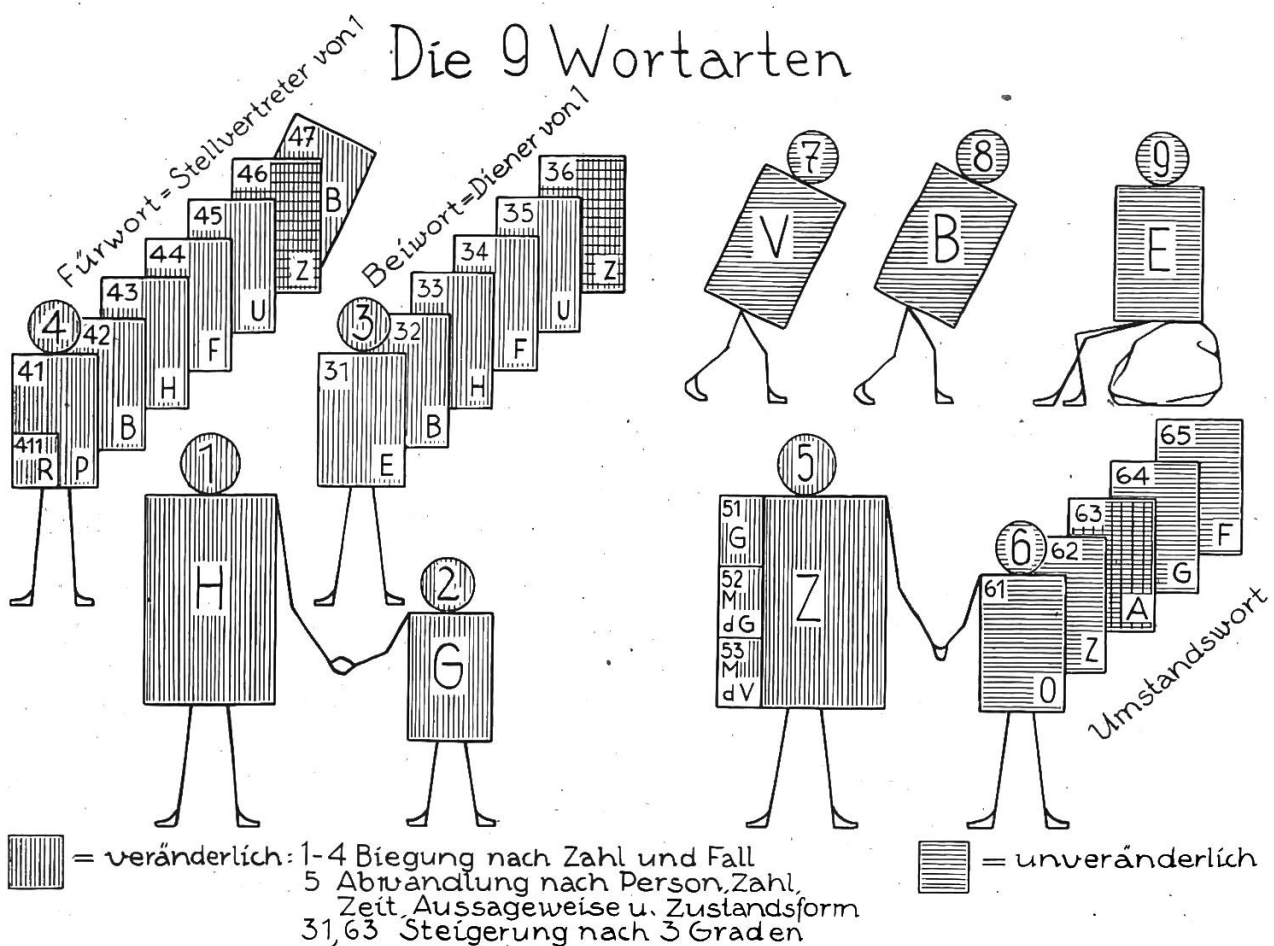 Die 9 Wortarten
Fürwort = Stellvertreter von 1
47
B
46
Z
45
U
44
F
43
H
42
B
4
41
411
R
P
Beiwort = Diener von 1
36
Z
35
U
34
F
33
H
32
B
3
31
E
7
V
8
B
9
E
1
H
2
G
5
51
G
52
M
dG
53
M
dV
Z
6
61
O
62
Z
63
A
64
G
65
F
Umstandswort
= veränderlich: 1-4 Biegung nach Zahl und Fall
5 Abwandlung nach Person, Zahl,
Zeit, Aussageweise u. Zustandsform
31,63 Steigerung nach 3 Graden
= unveränderlich